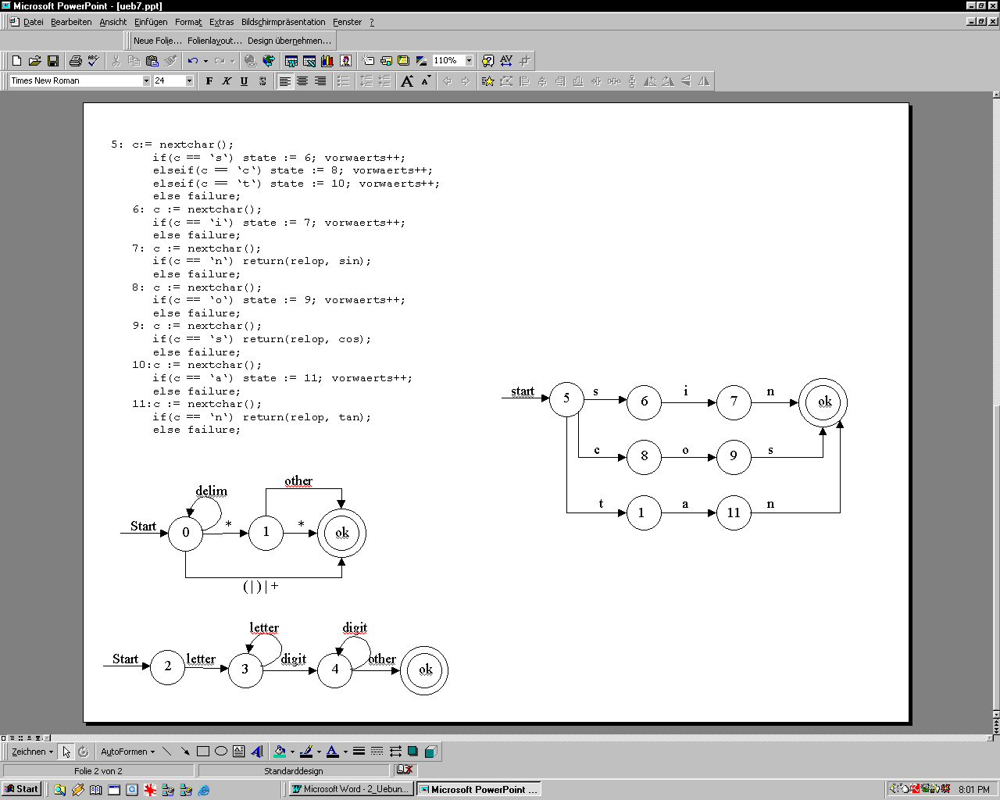 Microsoft PowerPoint - [ueb7.ppt]
Datei Bearbeiten Ansicht Einfügen Format Extras Bildschirmpräsentation Fenster ?
Neue Folie... Folienlayout... Design übernehmen...
110%
Times New Roman 24 F K U S
5: c:= nextchar();
if(c == `s`) state := 6; vorwaerts++;
elseif(c == `c`) state := 8; vorwaerts++;
elseif(c == `t`) state := 10; vorwaerts++;
else failure;
6: c := nextchar();
if(c == `i`) state := 7; vorwaerts++;
else failure;
7: c := nextchar();
if(c == `n`) return(relop, sin);
else failure;
8: c := nextchar();
if(c == `o`) state := 9; vorwaerts++;
else failure;
9: c := nextchar();
if(c == `s`) return(relop, cos);
else failure;
10:c := nextchar();
if(c == `a`) state := 11; vorwaerts++;
else failure;
11:c := nextchar();
if(c == `n`) return(relop, tan);
else failure;
start 5 s 6 i 7 n ok
c 8 o 9 s
t 1 a 11 n
other
delim
Start 0 * 1 * ok
(|)|+
letter digit
Start 2 letter 3 digit 4 other ok
Zeichnen AutoFormen
Folie 2 von 2 Standarddesign
Start Microsoft Word - 2_Uebun... Microsoft PowerPoint ... 8:01 PM